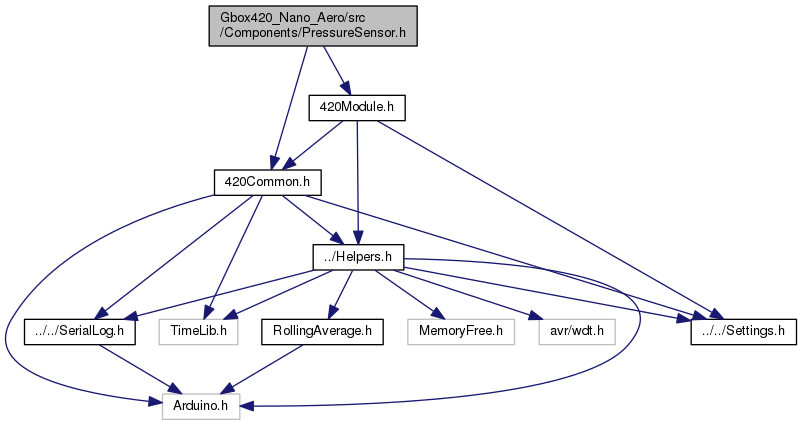 Gbox420_Nano_Aero/src
/Components/PressureSensor.h
420Module.h
420Common.h
../Helpers.h
../../SerialLog.h
TimeLib.h
RollingAverage.h
MemoryFree.h
avr/wdt.h
../../Settings.h
Arduino.h